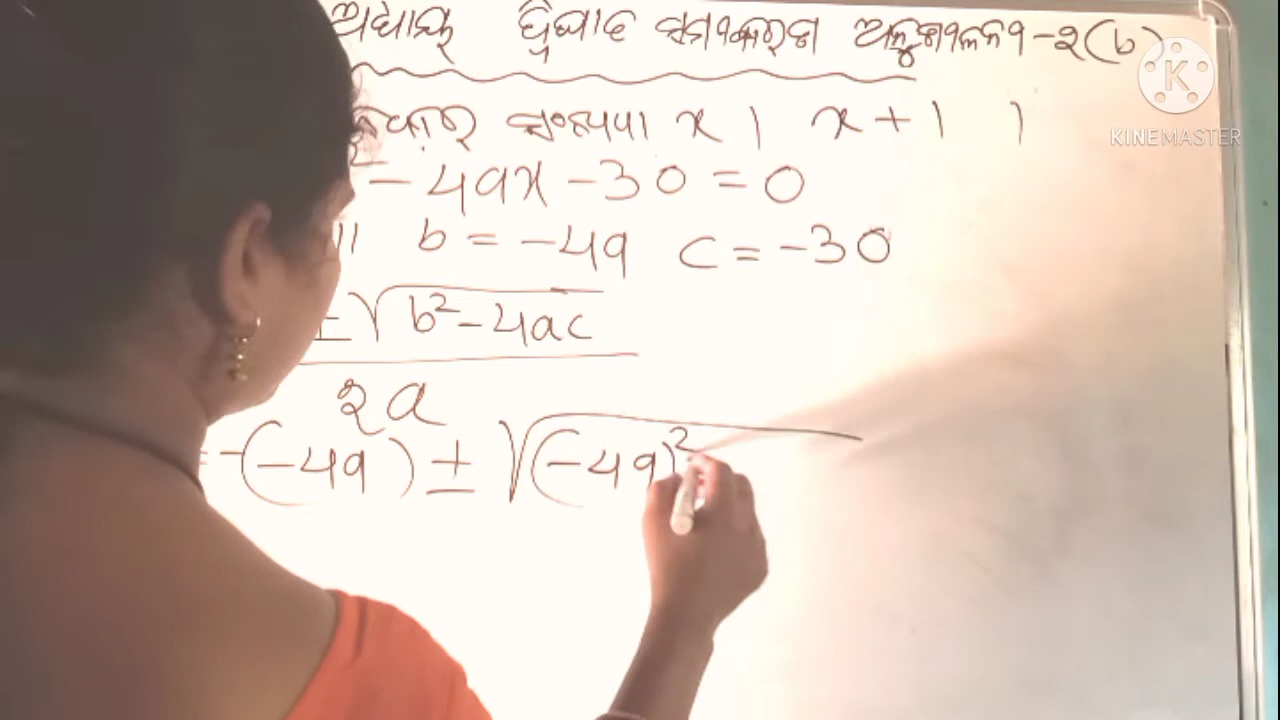 ଅଧ୍ୟାୟ ଦ୍ୱିଘାତ ସମୀକରଣ ଅନୁଶୀଳନୀ - ୨(b)
ସଂଖ୍ୟା x । x + 1 ।
- 49x - 30 = 0
b = - 49 c = - 30
± √b² - 4ac
୨a
= -(-49) ± √(-49)²
KINEMASTER